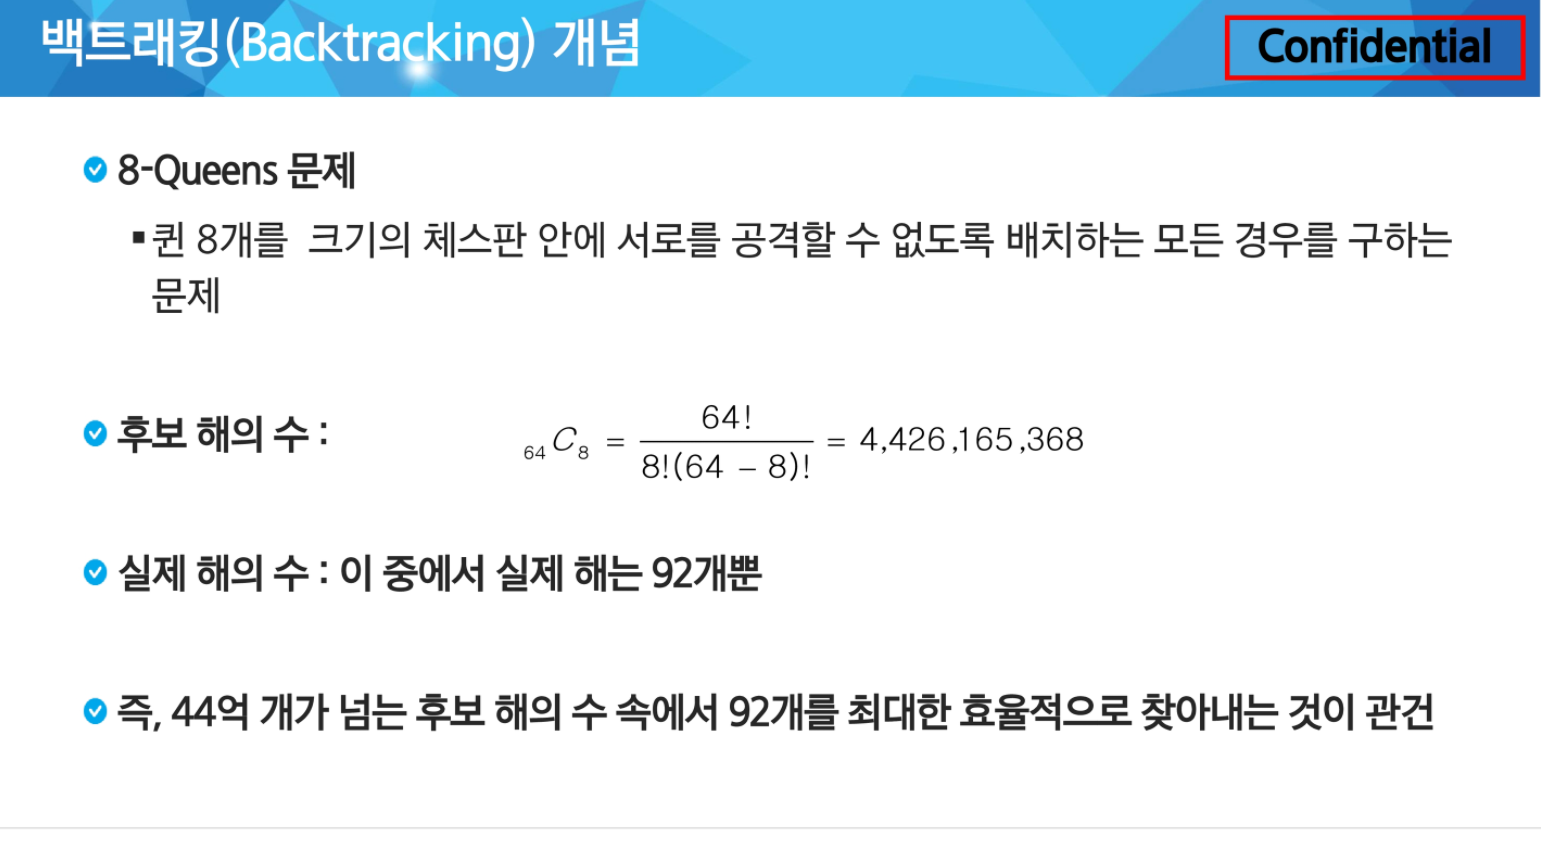 백트래킹(Backtracking) 개념
Confidential
8-Queens 문제
퀸 8개를  크기의 체스판 안에 서로를 공격할 수 없도록 배치하는 모든 경우를 구하는
문제
후보 해의 수 :
₆₄C₈ = 64! / 8!(64 – 8)! = 4,426,165,368
실제 해의 수 : 이 중에서 실제 해는 92개뿐
즉, 44억 개가 넘는 후보 해의 수 속에서 92개를 최대한 효율적으로 찾아내는 것이 관건